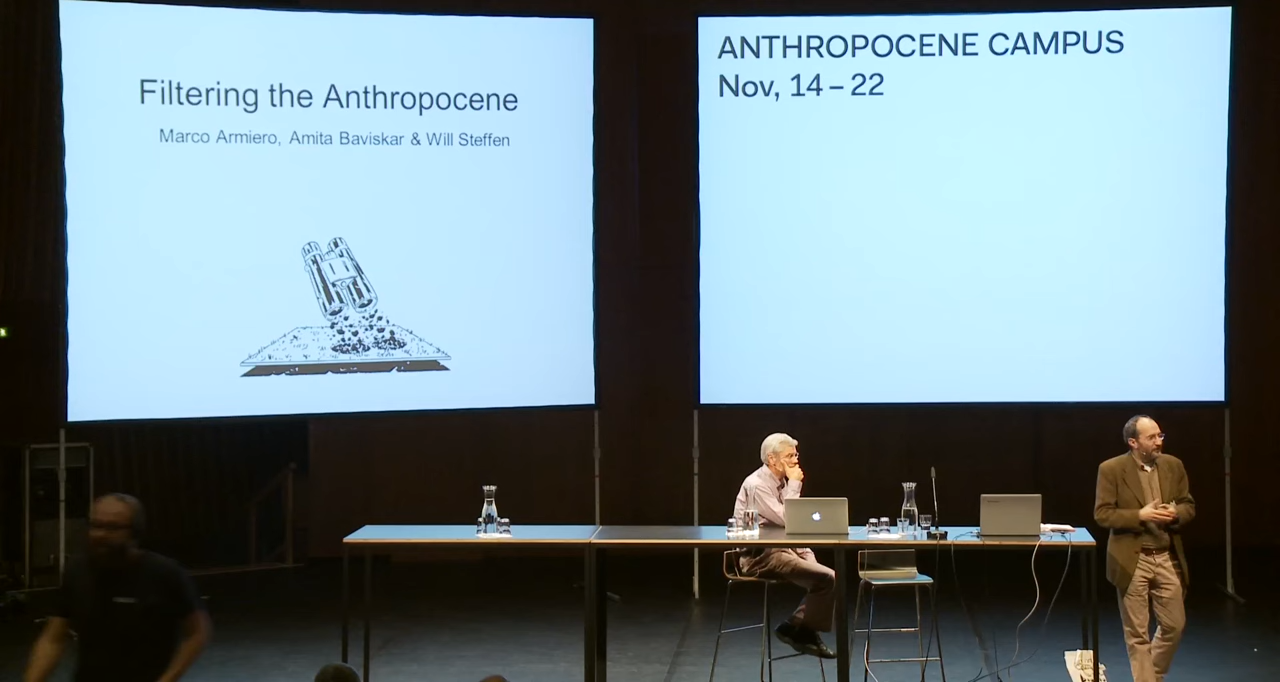 Filtering the Anthropocene
Marco Armiero, Amita Baviskar & Will Steffen
ANTHROPOCENE CAMPUS
Nov, 14 – 22